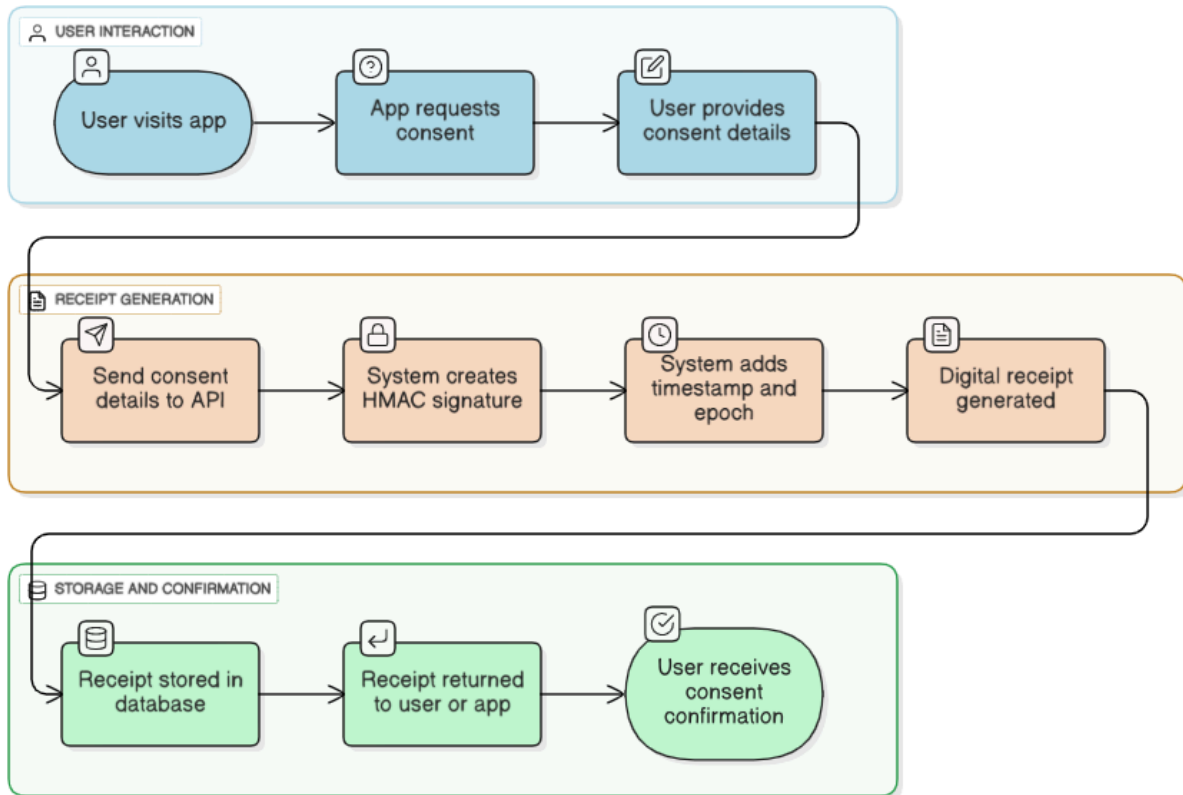 USER INTERACTION
User visits app
App requests
consent
User provides
consent details
RECEIPT GENERATION
Send consent
details to API
System creates
HMAC signature
System adds
timestamp and
epoch
Digital receipt
generated
STORAGE AND CONFIRMATION
Receipt stored in
database
Receipt returned
to user or app
User receives
consent
confirmation